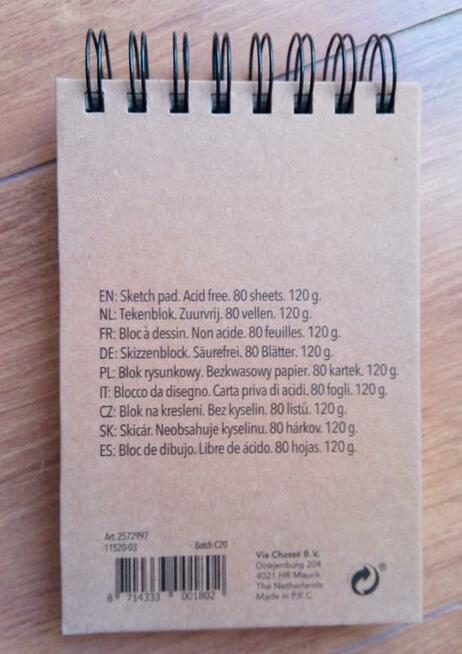 EN: Sketch pad. Acid free. 80 sheets. 120 g.
NL: Tekenblok. Zuurvrij. 80 vellen. 120 g.
FR: Bloc à dessin. Non acide. 80 feuilles. 120 g.
DE: Skizzenblock. Säurefrei. 80 Blätter. 120 g.
PL: Blok rysunkowy. Bezkwasowy papier. 80 kartek. 120 g.
IT: Blocco da disegno. Carta priva di acidi. 80 fogli. 120 g.
CZ: Blok na kreslení. Bez kyselin. 80 listů. 120 g.
SK: Skicár. Neobsahuje kyselinu. 80 hárkov. 120 g.
ES: Bloc de dibujo. Libre de ácido. 80 hojas. 120 g.
Art. 2572997
11520-03 Batch C20
8 714333 001802
Via Chassé B.V.
Doejenburg 204
4021 HR Maurik
The Netherlands
Made in P.R.C.
®